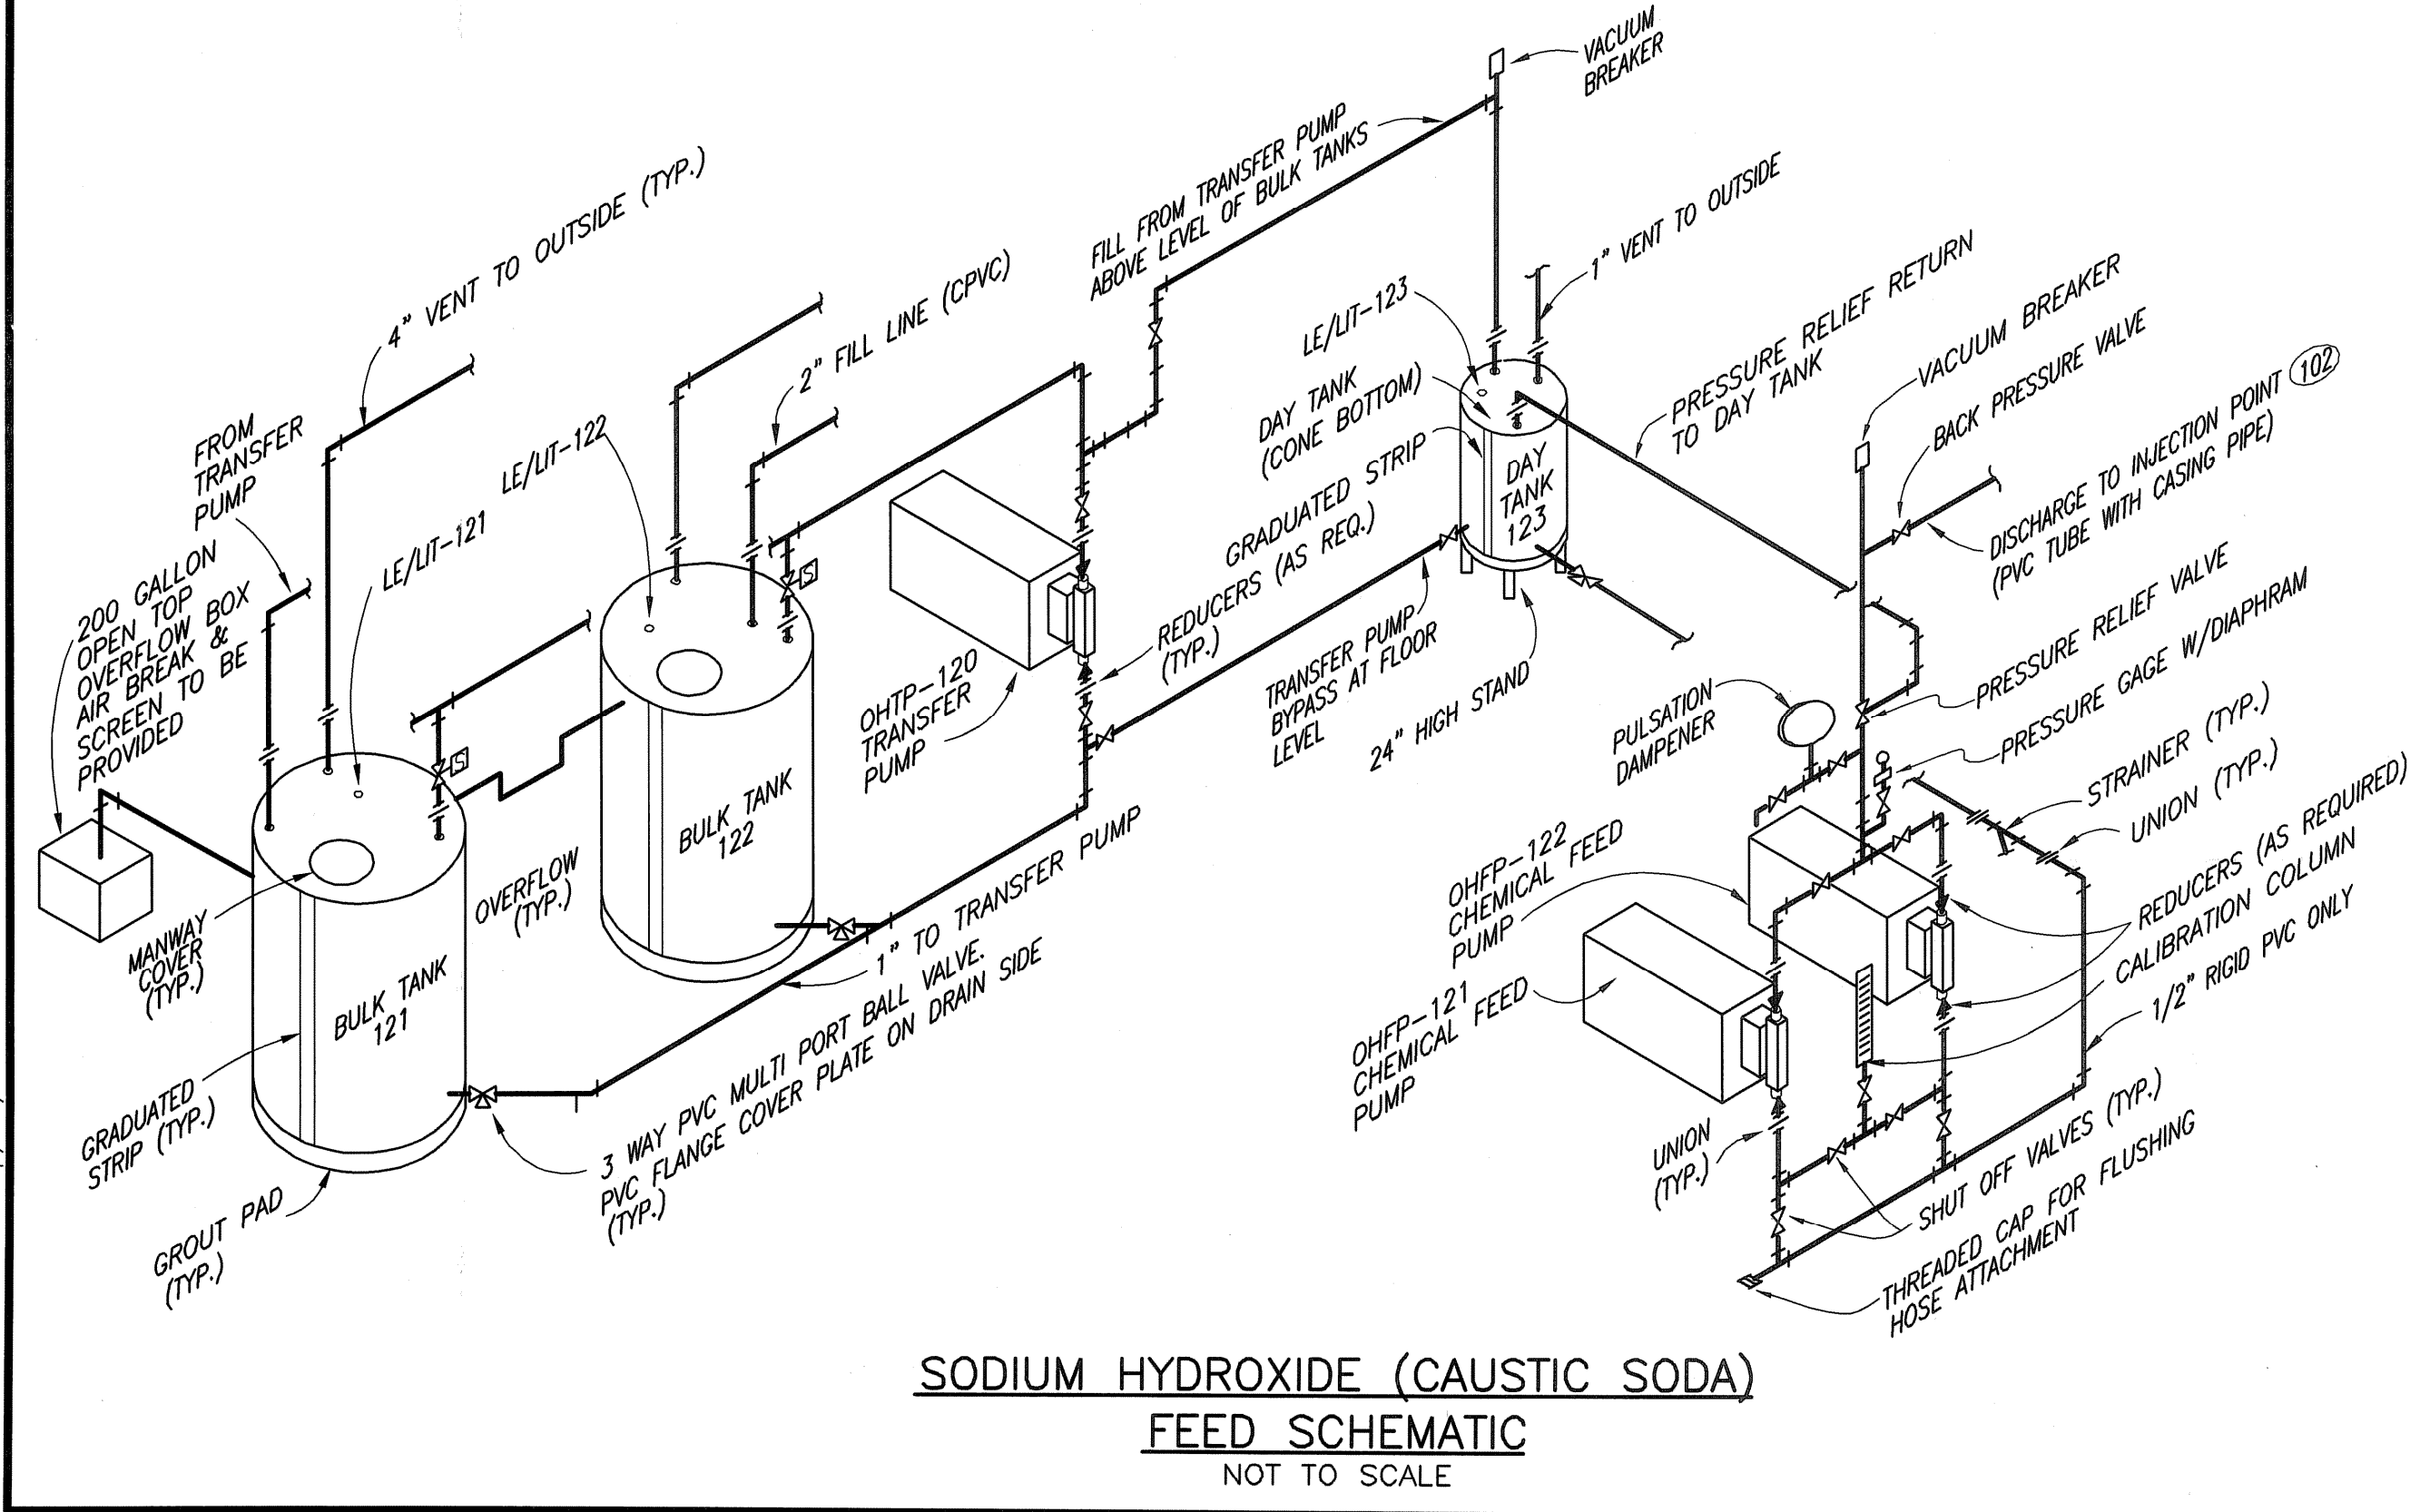 VACUUM
BREAKER
FILL FROM TRANSFER PUMP
ABOVE LEVEL OF BULK TANKS
4" VENT TO OUTSIDE (TYP.)
2" FILL LINE (CPVC)
1" VENT TO OUTSIDE
LE/LIT-123
DAY TANK
(CONE BOTTOM)
GRADUATED STRIP
(AS REQ.)
REDUCERS
(TYP.)
DAY
TANK
123
PRESSURE RELIEF RETURN
TO DAY TANK
VACUUM BREAKER
BACK PRESSURE VALVE
DISCHARGE TO INJECTION POINT 102
(PVC TUBE WITH CASING PIPE)
FROM
TRANSFER
PUMP
LE/LIT-122
LE/LIT-121
200 GALLON
OPEN TOP
OVERFLOW BOX
AIR BREAK &
SCREEN TO BE
PROVIDED
S
S
OHTP-120
TRANSFER
PUMP
TRANSFER PUMP
BYPASS AT FLOOR
LEVEL
24" HIGH STAND
PRESSURE RELIEF VALVE
PRESSURE GAGE W/DIAPHRAM
PULSATION
DAMPENER
STRAINER (TYP.)
UNION (TYP.)
REDUCERS (AS REQUIRED)
CALIBRATION COLUMN
1/2" RIGID PVC ONLY
BULK TANK
122
BULK TANK
121
OVERFLOW
(TYP.)
MANWAY
COVER
(TYP.)
GRADUATED
STRIP (TYP.)
GROUT PAD
(TYP.)
1" TO TRANSFER PUMP
3 WAY PVC MULTI PORT BALL VALVE.
PVC FLANGE COVER PLATE ON DRAIN SIDE
(TYP.)
OHFP-122
CHEMICAL FEED
PUMP
OHFP-121
CHEMICAL FEED
PUMP
UNION
(TYP.)
SHUT OFF VALVES (TYP.)
THREADED CAP FOR FLUSHING
HOSE ATTACHMENT
SODIUM HYDROXIDE (CAUSTIC SODA)
FEED SCHEMATIC
NOT TO SCALE